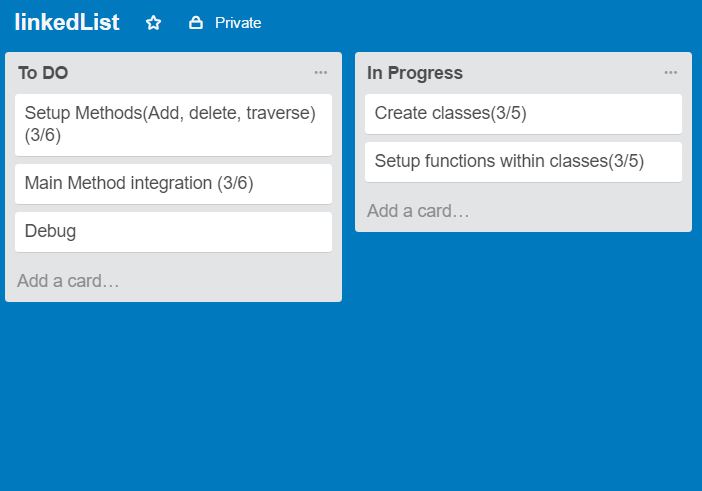 linkedList
Private
To DO
Setup Methods(Add, delete, traverse)
(3/6)
Main Method integration (3/6)
Debug
Add a card…
In Progress
Create classes(3/5)
Setup functions within classes(3/5)
Add a card…